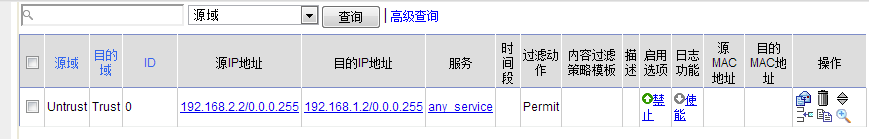 源域 查询 | 高级查询
源域 目的域 ID 源IP地址 目的IP地址 服务 时间段 过滤动作 内容过滤策略模板 描述 启用选项 日志功能 源MAC地址 目的MAC地址 操作
Untrust Trust 0 192.168.2.2/0.0.0.255 192.168.1.2/0.0.0.255 any_service Permit 禁止 使能